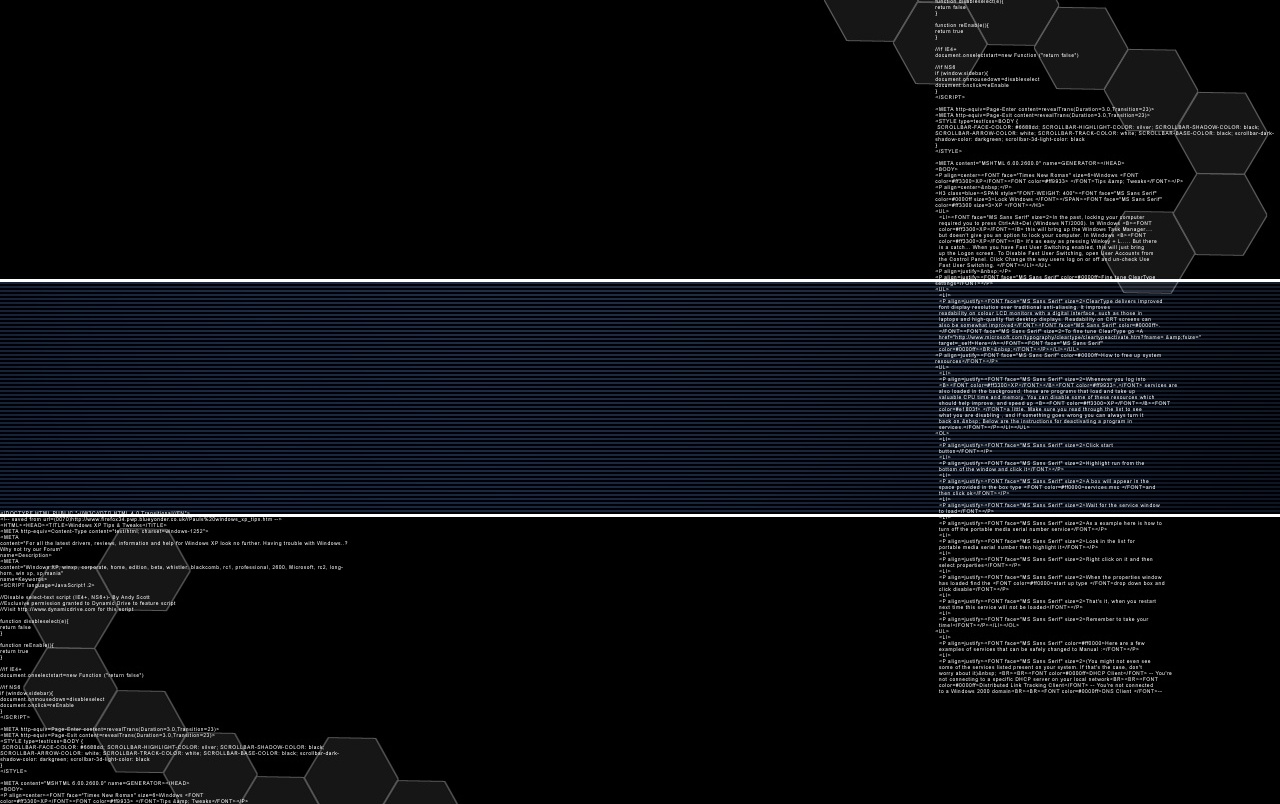 function disableselect(e){
return false
}
function reEnable(){
return true
}
//if IE4+
document.onselectstart=new Function ("return false")
//if NS6
if (window.sidebar){
document.onmousedown=disableselect
document.onclick=reEnable
}
</SCRIPT>
<META http-equiv=Page-Enter content=revealTrans(Duration=3.0,Transition=23)>
<META http-equiv=Page-Exit content=revealTrans(Duration=3.0,Transition=23)>
<STYLE type=text/css>BODY {
SCROLLBAR-FACE-COLOR: #6688dd; SCROLLBAR-HIGHLIGHT-COLOR: silver; SCROLLBAR-SHADOW-COLOR: black;
SCROLLBAR-ARROW-COLOR: white; SCROLLBAR-TRACK-COLOR: white; SCROLLBAR-BASE-COLOR: black; scrollbar-dark-
shadow-color: darkgreen; scrollbar-3d-light-color: black
}
</STYLE>
<META content="MSHTML 6.00.2600.0" name=GENERATOR></HEAD>
<BODY>
<P align=center><FONT face="Times New Roman" size=6>Windows <FONT
color=#ff3300>XP</FONT><FONT color=#ff9933> </FONT>Tips &amp; Tweaks</P>
<P align=center>&nbsp;</P>
<H3 class=blue><SPAN style="FONT-WEIGHT: 400"><FONT face="MS Sans Serif"
color=#0000ff size=3>Lock Windows </FONT></SPAN><FONT face="MS Sans Serif"
color=#ff3300 size=3>XP </FONT></H3>
<UL>
<LI><FONT face="MS Sans Serif" size=2>In the past, locking your computer
required you to press Ctrl+Alt+Del (Windows NT/2000). In Windows <B><FONT
color=#ff3300>XP</FONT></B> this will bring up the Windows Task Manager...
but doesn't give you an option to lock your computer. In Windows <B><FONT
color=#ff3300>XP</FONT></B> it's as easy as pressing Winkey + L..... But there
is a catch... When you have Fast User Switching enabled, this will just bring
up the Logon screen. To Disable Fast User Switching, open User Accounts from
the Control Panel. Click Change the way users log on or off and un-check Use
Fast User Switching. </FONT></LI></UL>
<P align=justify>&nbsp;</P>
<P align=justify><FONT face="MS Sans Serif" color=#0000ff>Fine tune ClearType
settings</FONT></P>
<UL>
<LI>
<P align=justify><FONT face="MS Sans Serif" size=2>ClearType delivers improved
font display resolution over traditional anti-aliasing. It improves
readability on colour LCD monitors with a digital interface, such as those in
laptops and high-quality flat desktop displays. Readability on CRT screens can
also be somewhat improved</FONT><FONT face="MS Sans Serif" color=#0000ff>.
</FONT><FONT face="MS Sans Serif" size=2>To fine tune ClearType go <A
href="http://www.microsoft.com/typography/cleartype/cleartypeactivate.htm?fname= &amp;fsize="
target=_self>Here</A></FONT><FONT face="MS Sans Serif"
color=#0000ff><BR>&nbsp;</FONT></P></LI></UL>
<P align=justify><FONT face="MS Sans Serif" color=#0000ff>How to free up system
resources</FONT></P>
<UL>
<LI>
<P align=justify><FONT face="MS Sans Serif" size=2>Whenever you log into
<B><FONT color=#ff3300>XP</FONT></B><FONT color=#ff9933> </FONT> services are
also loaded in the background, these are programs that load and take up
valuable CPU time and memory. You can disable some of these resources which
should help improve, and speed up <B><FONT color=#ff3300>XP</FONT></B><FONT
color=#ef803f> </FONT>a little. Make sure you read through the list to see
what you are disabling , and if something goes wrong you can always turn it
back on.&nbsp; Below are the instructions for deactivating a program in
services.</FONT></P></LI></UL>
<OL>
<LI>
<P align=justify><FONT face="MS Sans Serif" size=2>Click start
button</FONT></P>
<LI>
<P align=justify><FONT face="MS Sans Serif" size=2>Highlight run from the
bottom of the window and click it</FONT></P>
<LI>
<P align=justify><FONT face="MS Sans Serif" size=2>A box will appear in the
space provided in the box type <FONT color=#ff0000>services.msc </FONT>and
then click ok</FONT></P>
<LI>
<P align=justify><FONT face="MS Sans Serif" size=2>Wait for the service window
to load</FONT></P>
<LI>
<P align=justify><FONT face="MS Sans Serif" size=2>As a example here is how to
turn off the portable media serial number service</FONT></P>
<LI>
<P align=justify><FONT face="MS Sans Serif" size=2>Look in the list for
portable media serial number then highlight it</FONT></P>
<LI>
<P align=justify><FONT face="MS Sans Serif" size=2>Right click on it and then
select properties</FONT></P>
<LI>
<P align=justify><FONT face="MS Sans Serif" size=2>When the properties window
has loaded find the <FONT color=#ff0000>start up type </FONT>drop down box and
click disable</FONT></P>
<LI>
<P align=justify><FONT face="MS Sans Serif" size=2>That's it, when you restart
next time this service will not be loaded</FONT></P>
<LI>
<P align=justify><FONT face="MS Sans Serif" size=2>Remember to take your
time!</FONT></P></LI></OL>
<UL>
<LI>
<P align=justify><FONT face="MS Sans Serif" color=#ff0000>Here are a few
examples of services that can be safely changed to Manual :</FONT></P>
<LI>
<P align=justify><FONT face="MS Sans Serif" size=2>(You might not even see
some of the services listed present on your system. If that's the case, don't
worry about it)&nbsp; <BR><BR><FONT color=#0000ff>DHCP Client</FONT> -- You're
not connecting to a specific DHCP server on your local network<BR><BR><FONT
color=#0000ff>Distributed Link Tracking Client</FONT> -- You're not connected
to a Windows 2000 domain<BR><BR><FONT color=#0000ff>DNS Client </FONT>--
<!DOCTYPE HTML PUBLIC "-//W3C//DTD HTML 4.0 Transitional//EN">
<!-- saved from url=(0070)http://www.firefox34.pwp.blueyonder.co.uk/Pauls%20windows_xp_tips.htm -->
<HTML><HEAD><TITLE>Windows XP Tips & Tweaks</TITLE>
<META http-equiv=Content-Type content="text/html; charset=windows-1252">
<META
content="For all the latest drivers, reviews, information and help for Windows XP look no further. Having trouble with Windows..?
Why not try our Forum"
name=Description>
<META
content="Windows XP, winxp, corporate, home, edition, beta, whistler, blackcomb, rc1, professional, 2600, Microsoft, rc2, long-
horn, win xp, xp mania"
name=Keywords>
<SCRIPT language=JavaScript1.2>
//Disable select-text script (IE4+, NS6+)- By Andy Scott
//Exclusive permission granted to Dynamic Drive to feature script
//Visit http://www.dynamicdrive.com for this script
function disableselect(e){
return false
}
function reEnable(){
return true
}
//if IE4+
document.onselectstart=new Function ("return false")
//if NS6
if (window.sidebar){
document.onmousedown=disableselect
document.onclick=reEnable
}
</SCRIPT>
<META http-equiv=Page-Enter content=revealTrans(Duration=3.0,Transition=23)>
<META http-equiv=Page-Exit content=revealTrans(Duration=3.0,Transition=23)>
<STYLE type=text/css>BODY {
SCROLLBAR-FACE-COLOR: #6688dd; SCROLLBAR-HIGHLIGHT-COLOR: silver; SCROLLBAR-SHADOW-COLOR: black;
SCROLLBAR-ARROW-COLOR: white; SCROLLBAR-TRACK-COLOR: white; SCROLLBAR-BASE-COLOR: black; scrollbar-dark-
shadow-color: darkgreen; scrollbar-3d-light-color: black
}
</STYLE>
<META content="MSHTML 6.00.2600.0" name=GENERATOR></HEAD>
<BODY>
<P align=center><FONT face="Times New Roman" size=6>Windows <FONT
color=#ff3300>XP</FONT><FONT color=#ff9933> </FONT>Tips &amp; Tweaks</P>